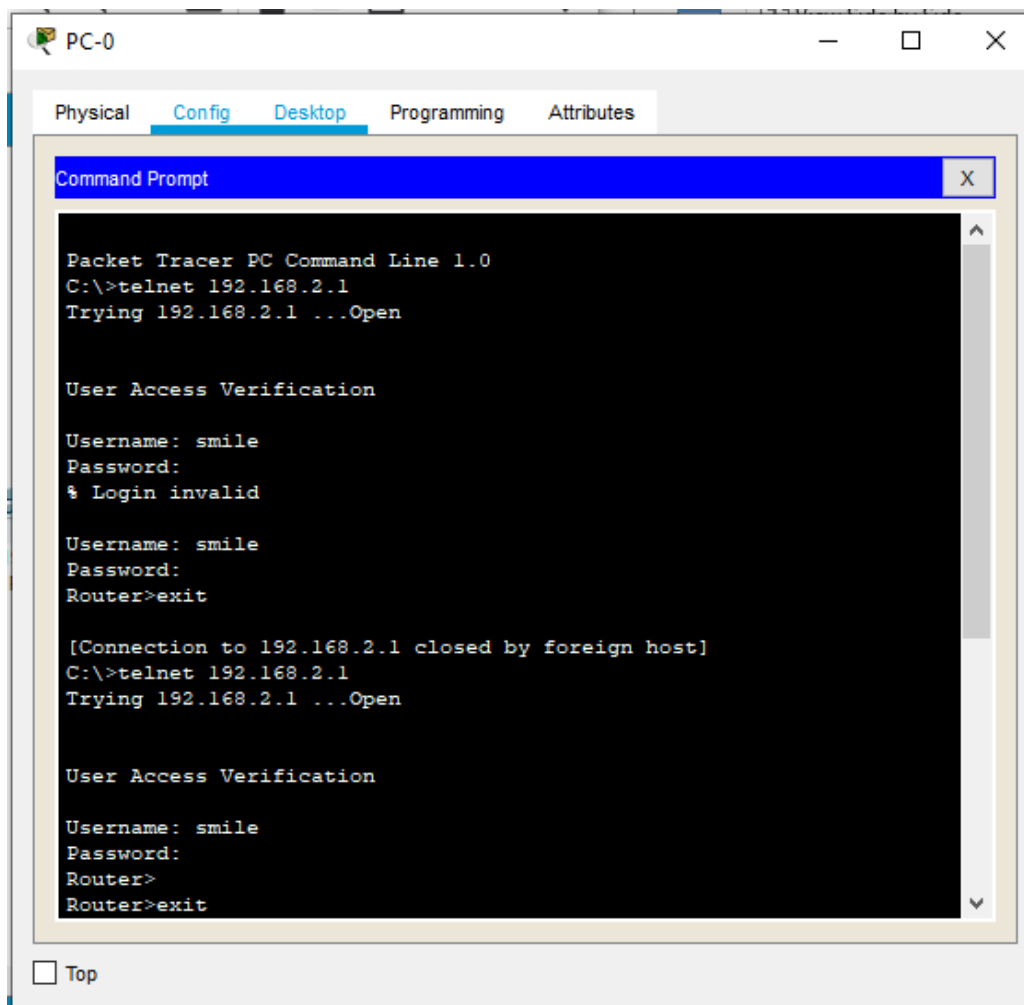 PC-0
Physical Config Desktop Programming Attributes
Command Prompt
X
Packet Tracer PC Command Line 1.0
C:\>telnet 192.168.2.1
Trying 192.168.2.1 ...Open
User Access Verification
Username: smile
Password:
% Login invalid
Username: smile
Password:
Router>exit
[Connection to 192.168.2.1 closed by foreign host]
C:\>telnet 192.168.2.1
Trying 192.168.2.1 ...Open
User Access Verification
Username: smile
Password:
Router>
Router>exit
Top